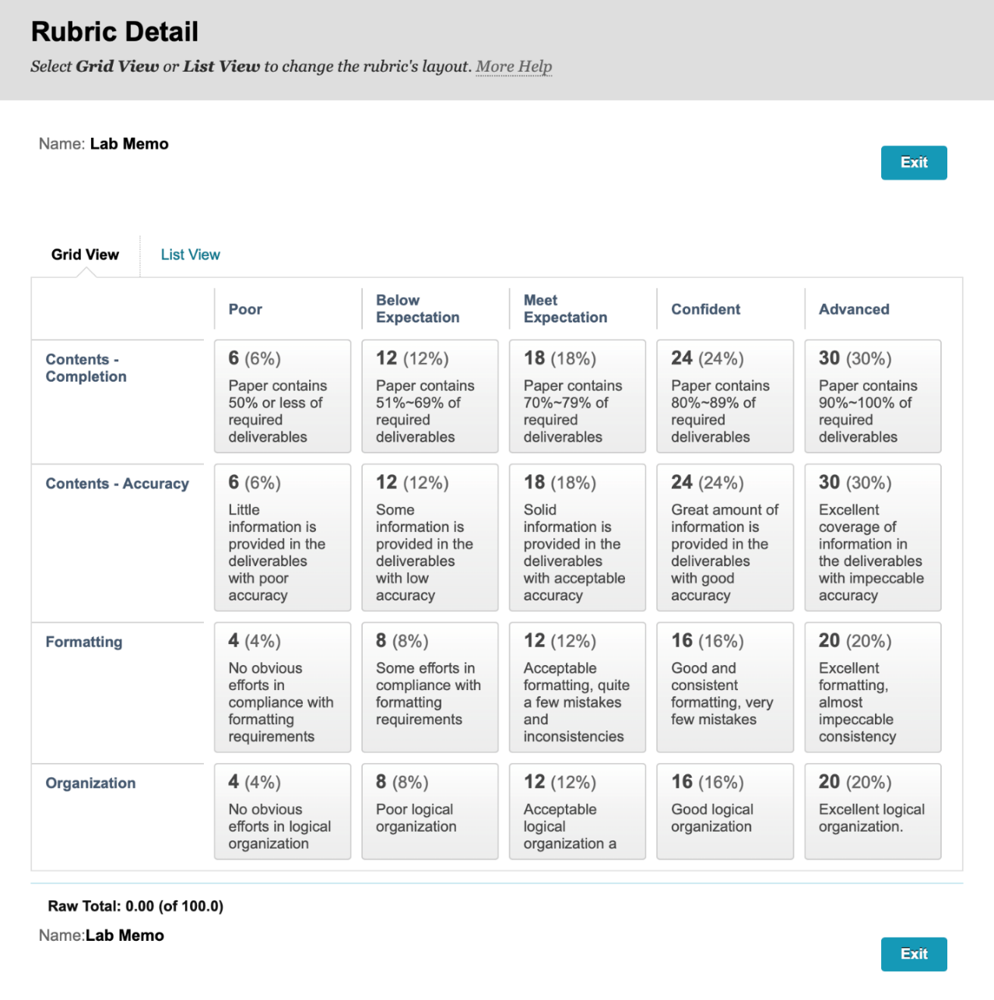 Rubric Detail
Select Grid View or List View to change the rubric's layout. More Help
Name: Lab Memo
Exit
Grid View
List View
Poor
Below
Expectation
Meet
Expectation
Confident
Advanced
Contents -
Completion
6 (6%)
Paper contains
50% or less of
required
deliverables
12 (12%)
Paper contains
51%~69% of
required
deliverables
18 (18%)
Paper contains
70%~79% of
required
deliverables
24 (24%)
Paper contains
80%~89% of
required
deliverables
30 (30%)
Paper contains
90%~100% of
required
deliverables
Contents - Accuracy
6 (6%)
Little
information is
provided in the
deliverables
with poor
accuracy
12 (12%)
Some
information is
provided in the
deliverables
with low
accuracy
18 (18%)
Solid
information is
provided in the
deliverables
with acceptable
accuracy
24 (24%)
Great amount of
information is
provided in the
deliverables
with good
accuracy
30 (30%)
Excellent
coverage of
information in
the deliverables
with impeccable
accuracy
Formatting
4 (4%)
No obvious
efforts in
compliance with
formatting
requirements
8 (8%)
Some efforts in
compliance with
formatting
requirements
12 (12%)
Acceptable
formatting, quite
a few mistakes
and
inconsistencies
16 (16%)
Good and
consistent
formatting, very
few mistakes
20 (20%)
Excellent
formatting,
almost
impeccable
consistency
Organization
4 (4%)
No obvious
efforts in logical
organization
8 (8%)
Poor logical
organization
12 (12%)
Acceptable
logical
organization a
16 (16%)
Good logical
organization
20 (20%)
Excellent logical
organization.
Raw Total: 0.00 (of 100.0)
Name:Lab Memo
Exit